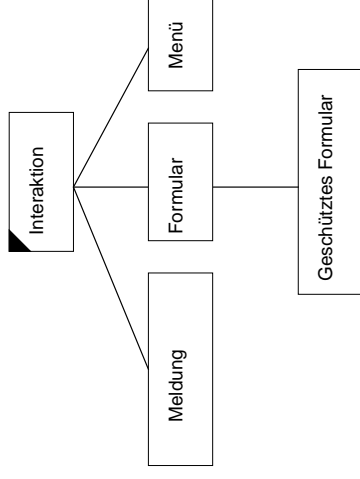 Interaktion
Meldung
Formular
Menü
Geschütztes Formular